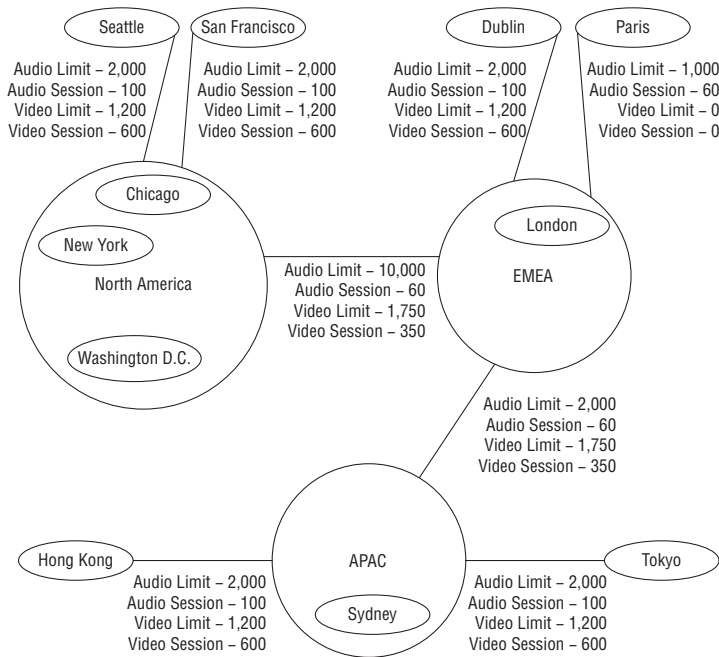 Seattle
San Francisco
Dublin
Paris
Audio Limit – 2,000
Audio Session – 100
Video Limit – 1,200
Video Session – 600
Audio Limit – 2,000
Audio Session – 100
Video Limit – 1,200
Video Session – 600
Audio Limit – 2,000
Audio Session – 100
Video Limit – 1,200
Video Session – 600
Audio Limit – 1,000
Audio Session – 60
Video Limit – 0
Video Session – 0
Chicago
New York
North America
Washington D.C.
Audio Limit – 10,000
Audio Session – 60
Video Limit – 1,750
Video Session – 350
London
EMEA
Audio Limit – 2,000
Audio Session – 60
Video Limit – 1,750
Video Session – 350
Hong Kong
APAC
Tokyo
Audio Limit – 2,000
Audio Session – 100
Video Limit – 1,200
Video Session – 600
Sydney
Audio Limit – 2,000
Audio Session – 100
Video Limit – 1,200
Video Session – 600